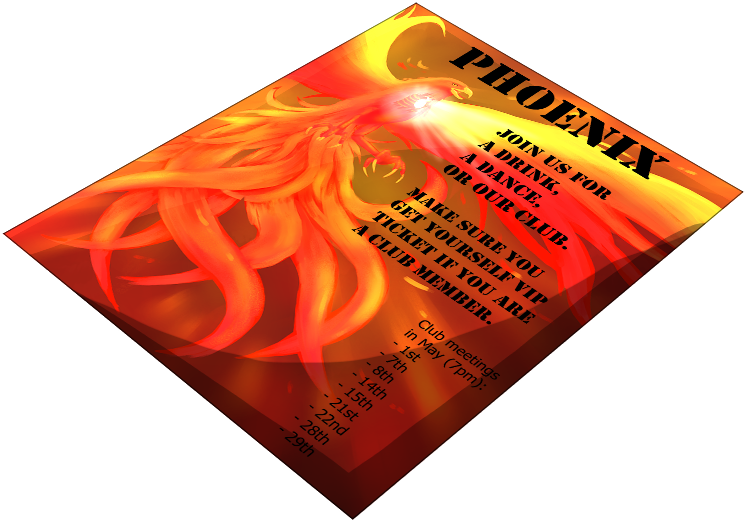 PHOENIX
JOIN US FOR
A DRINK,
A DANCE,
OR OUR CLUB.
MAKE SURE YOU
GET YOURSELF VIP
TICKET IF YOU ARE
A CLUB MEMBER.
Club meetings
in May (7pm):
- 1st
- 7th
- 8th
- 14th
- 15th
- 21st
- 22nd
- 28th
- 29th